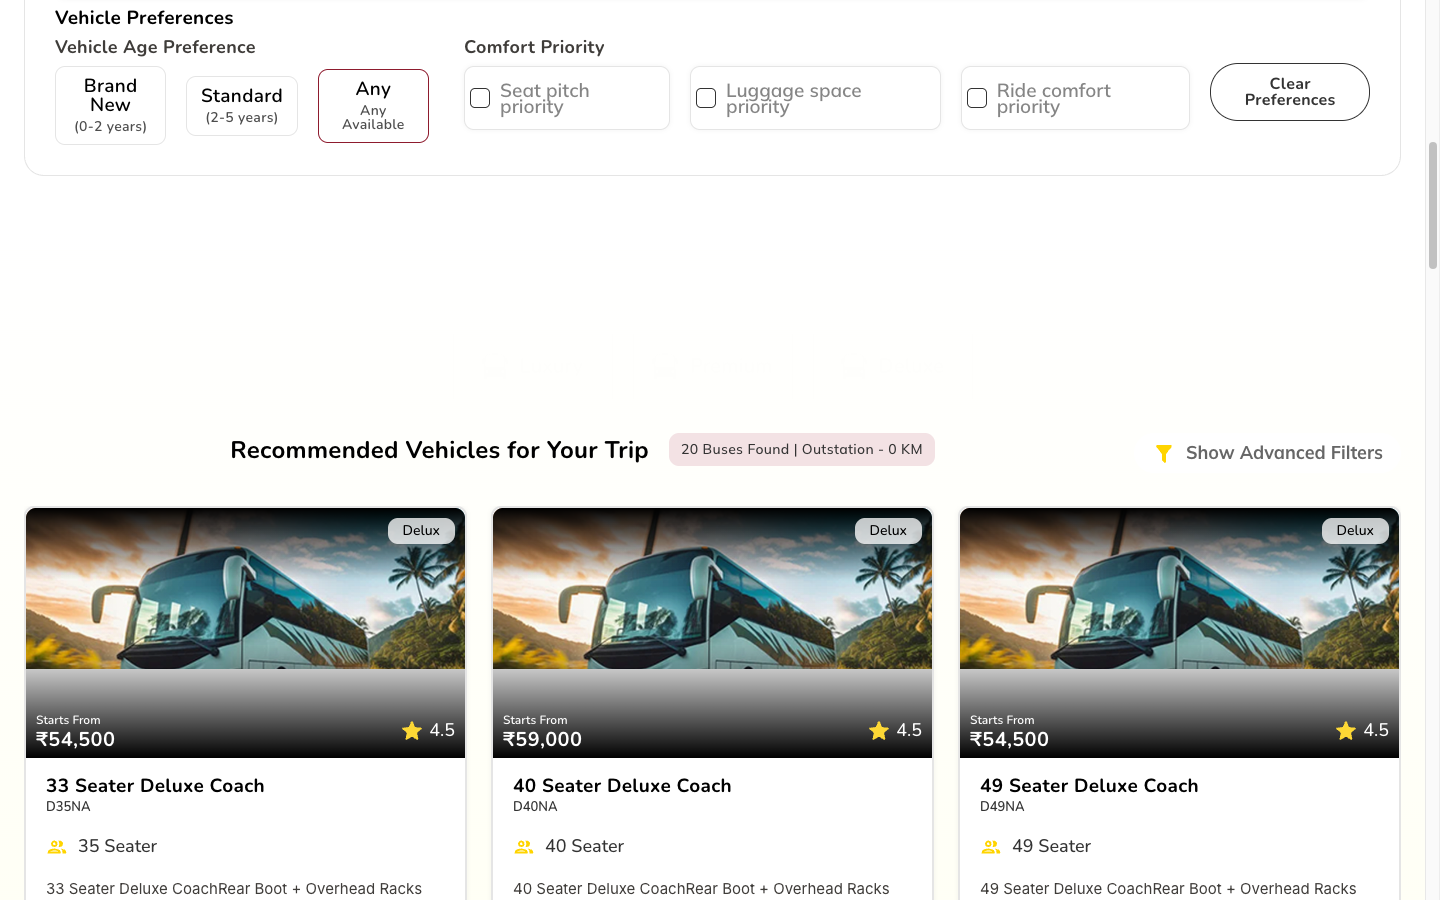 Vehicle Preferences
Vehicle Age Preference
Comfort Priority
Brand
New
(0-2 years)
Standard
(2-5 years)
Any
Any
Available
Seat pitch
priority
Luggage space
priority
Ride comfort
priority
Clear
Preferences
Recommended Vehicles for Your Trip
20 Buses Found | Outstation - 0 KM
Show Advanced Filters
Delux
Starts From
₹54,500
4.5
33 Seater Deluxe Coach
D35NA
35 Seater
33 Seater Deluxe CoachRear Boot + Overhead Racks
Delux
Starts From
₹59,000
4.5
40 Seater Deluxe Coach
D40NA
40 Seater
40 Seater Deluxe CoachRear Boot + Overhead Racks
Delux
Starts From
₹54,500
4.5
49 Seater Deluxe Coach
D49NA
49 Seater
49 Seater Deluxe CoachRear Boot + Overhead Racks